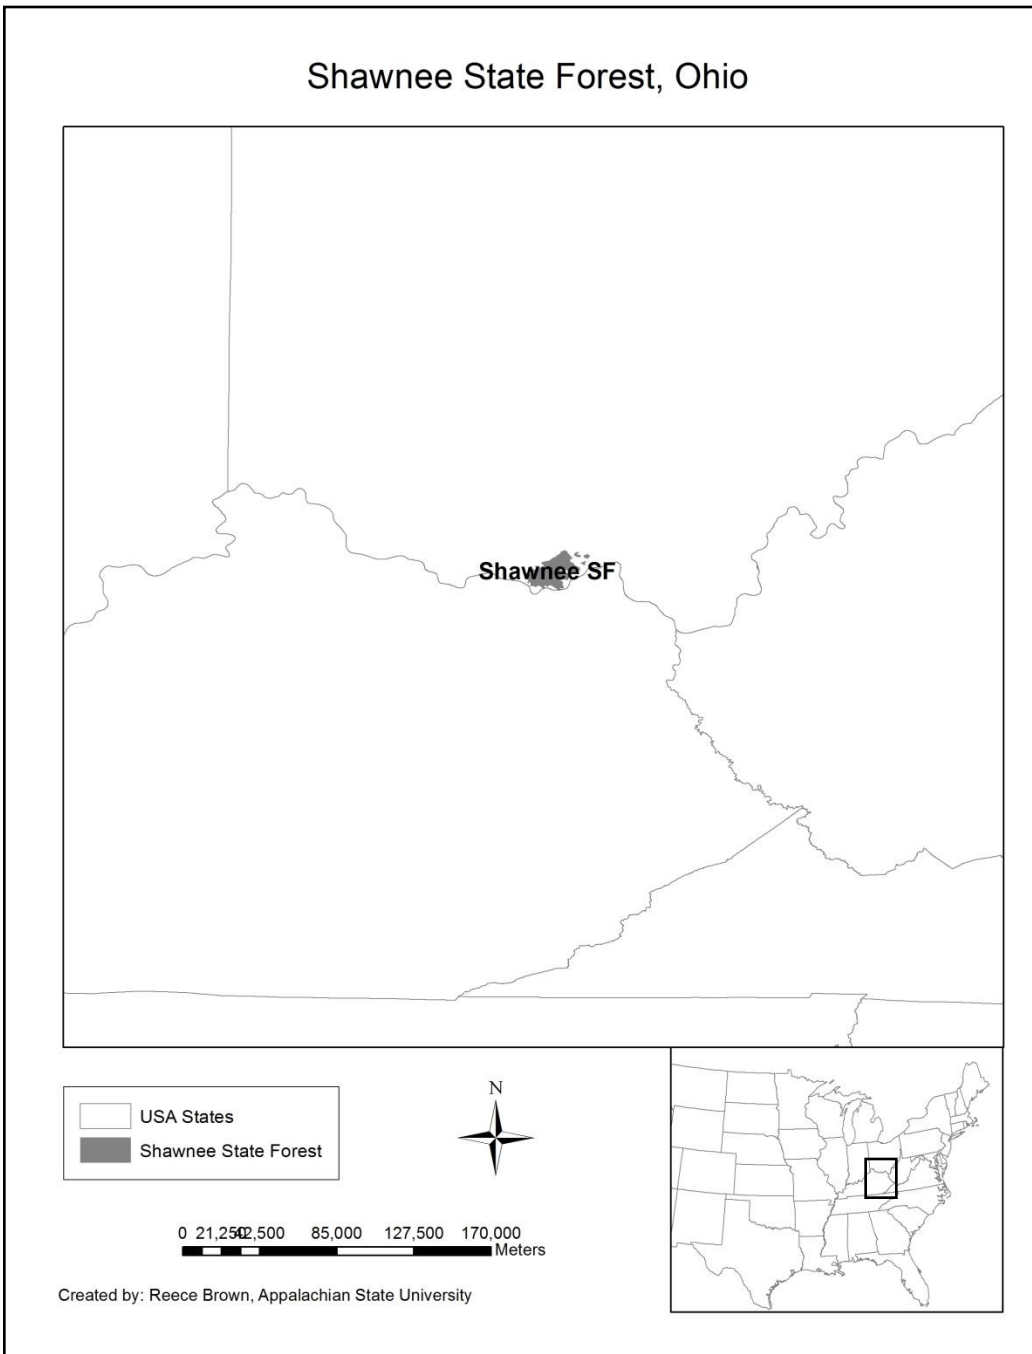 Shawnee State Forest, Ohio
Shawnee SF
USA States
Shawnee State Forest
N
0 21,250 42,500 85,000 127,500 170,000
Meters
Created by: Reece Brown, Appalachian State University